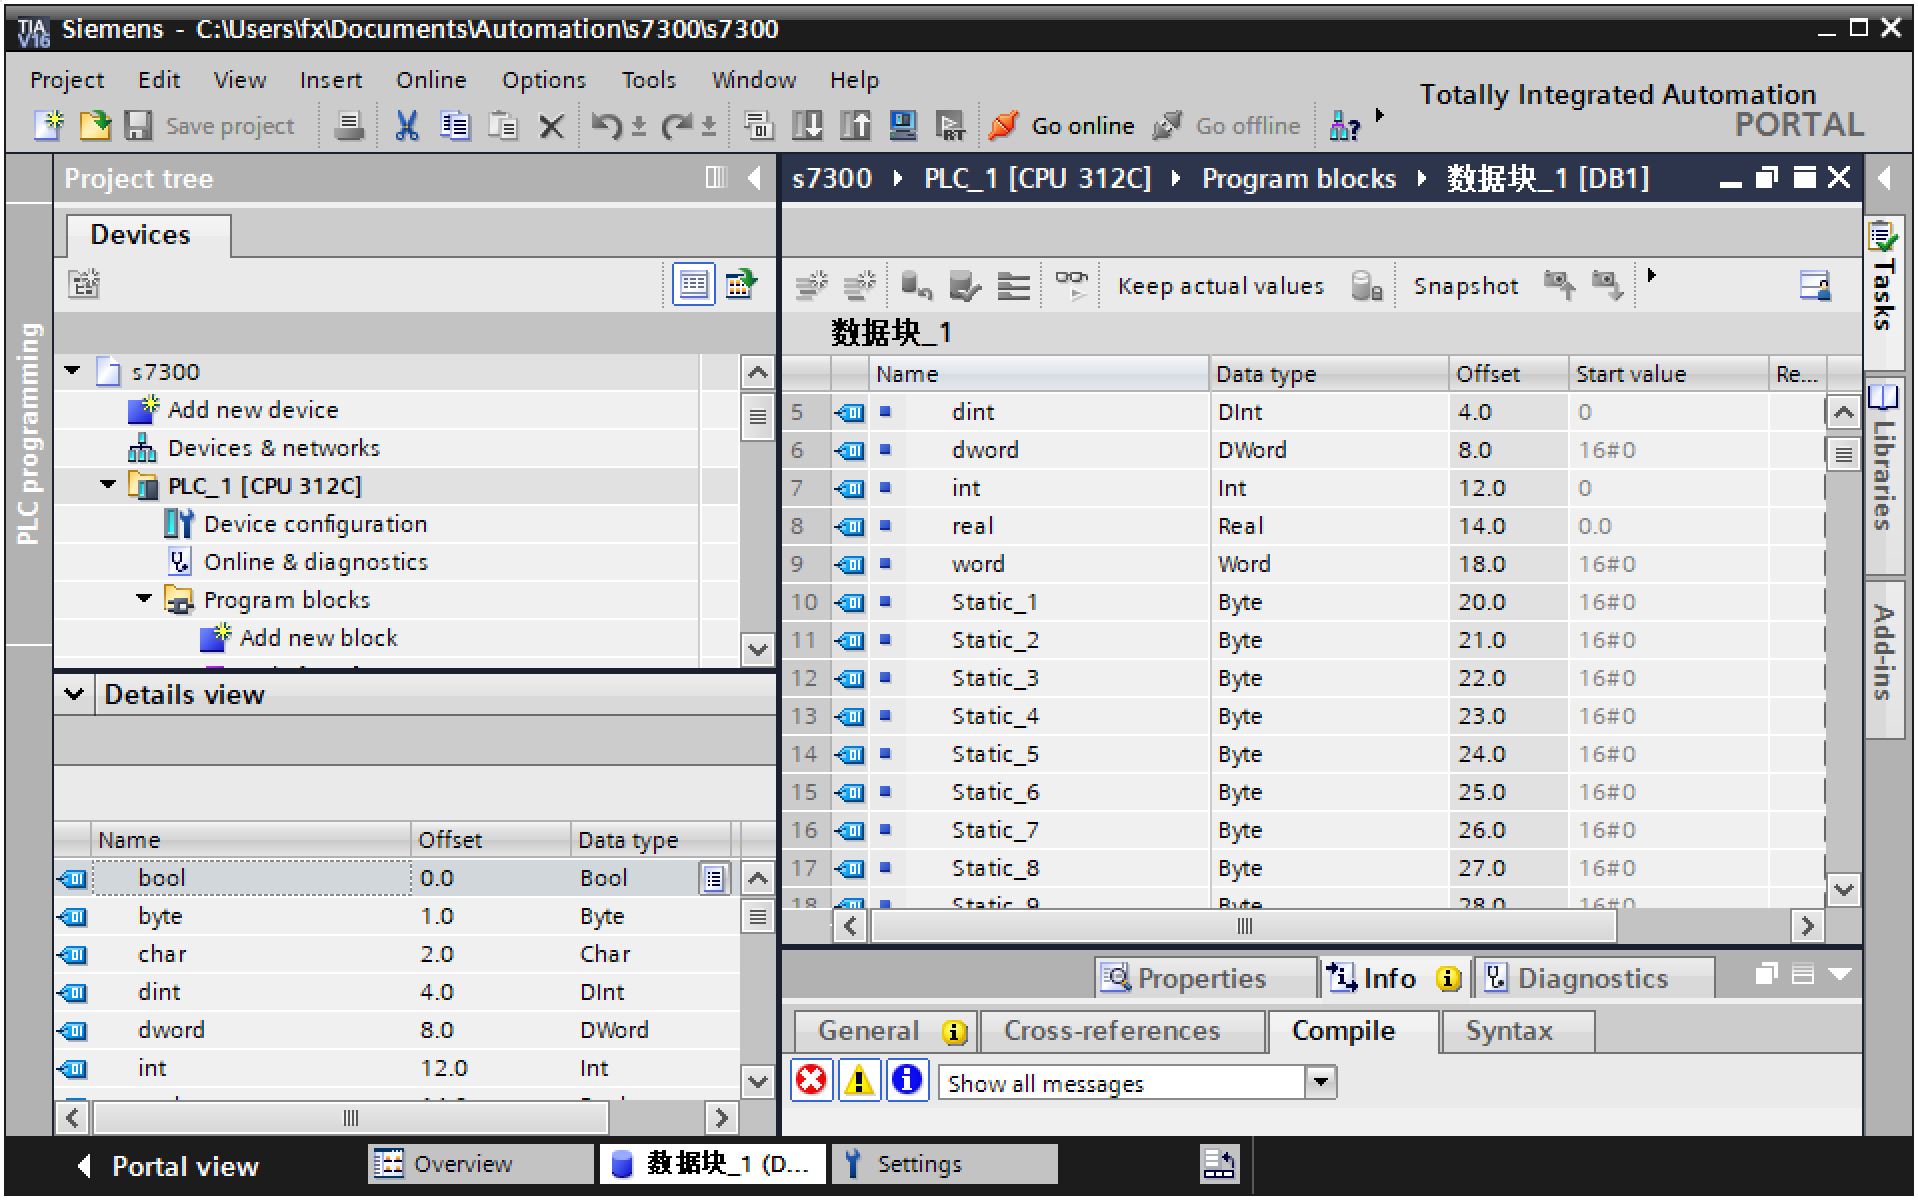 TIA V16 Siemens - C:\Users\fx\Documents\Automation\s7300\s7300
Project Edit View Insert Online Options Tools Window Help
Totally Integrated Automation
PORTAL
Save project Go online Go offline
Project tree
s7300 PLC_1 [CPU 312C] Program blocks 数据块_1 [DB1]
Devices
PLC programming
s7300
Add new device
Devices & networks
PLC_1 [CPU 312C]
Device configuration
Online & diagnostics
Program blocks
Add new block
Details view
Name Offset Data type
bool 0.0 Bool
byte 1.0 Byte
char 2.0 Char
dint 4.0 DInt
dword 8.0 DWord
int 12.0 Int
Keep actual values Snapshot
数据块_1
Name Data type Offset Start value Re...
5 dint DInt 4.0 0
6 dword DWord 8.0 16#0
7 int Int 12.0 0
8 real Real 14.0 0.0
9 word Word 18.0 16#0
10 Static_1 Byte 20.0 16#0
11 Static_2 Byte 21.0 16#0
12 Static_3 Byte 22.0 16#0
13 Static_4 Byte 23.0 16#0
14 Static_5 Byte 24.0 16#0
15 Static_6 Byte 25.0 16#0
16 Static_7 Byte 26.0 16#0
17 Static_8 Byte 27.0 16#0
18 Static_9 Byte 28.0 16#0
Tasks
Libraries
Add-ins
Properties Info Diagnostics
General Cross-references Compile Syntax
Show all messages
Portal view Overview 数据块_1 (D... Settings